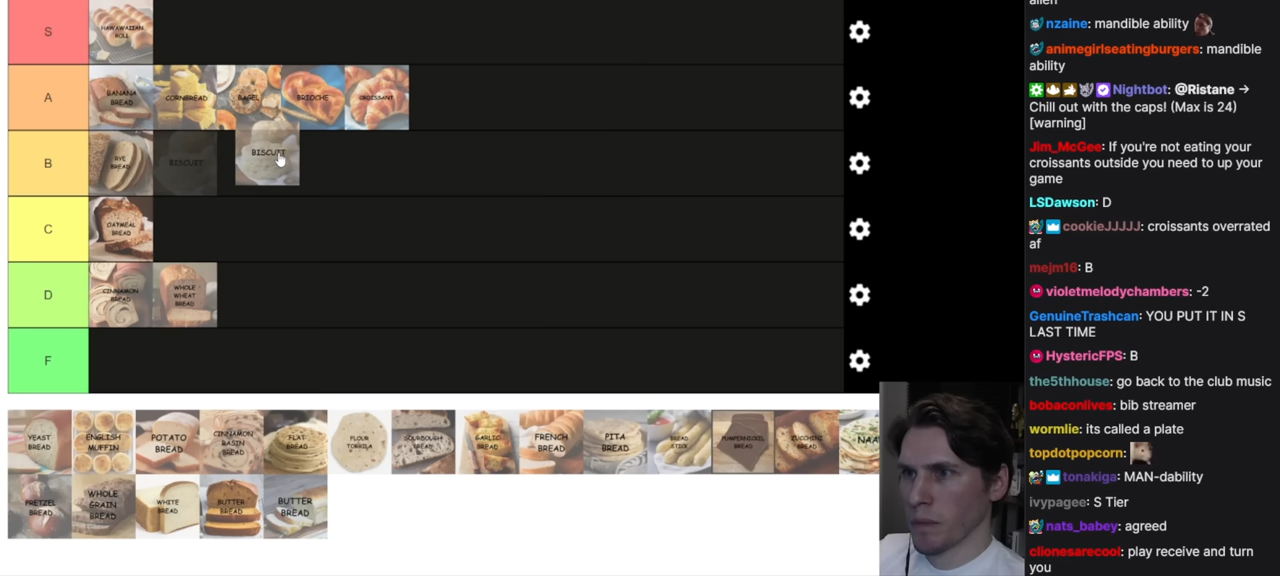 S
HAWAIIAN
ROLL
A
BANANA
BREAD
CORNBREAD
BAGEL
BRIOCHE
CROISSANT
B
RYE
BREAD
BISCUIT
BISCUIT
C
OATMEAL
BREAD
D
CINNAMON
BREAD
WHOLE
WHEAT
BREAD
F
YEAST
BREAD
ENGLISH
MUFFIN
POTATO
BREAD
CINNAMON
RAISIN
BREAD
FLAT
BREAD
FLOUR
TORTILLA
SOURDOUGH
BREAD
GARLIC
BREAD
FRENCH
BREAD
PITA
BREAD
BREAD
STICK
PUMPERNICKEL
BREAD
ZUCCHINI
BREAD
NAA
PRETZEL
BREAD
WHOLE
GRAIN
BREAD
WHITE
BREAD
BUTTER
BREAD
BUTTER
BREAD
alien
nzaine: mandible ability
animegirlseatingburgers: mandible
ability
Nightbot: @Ristane →
Chill out with the caps! (Max is 24)
[warning]
Jim_McGee: If you're not eating your
croissants outside you need to up your
game
LSDawson: D
cookieJJJJJ: croissants overrated
af
mejm16: B
violetmelodychambers: -2
GenuineTrashcan: YOU PUT IT IN S
LAST TIME
HystericFPS: B
the5thhouse: go back to the club music
bobaconlives: bib streamer
wormlie: its called a plate
topdotpopcorn:
tonakiga: MAN-dability
ivypagee: S Tier
nats_babey: agreed
clionesarecool: play receive and turn
you